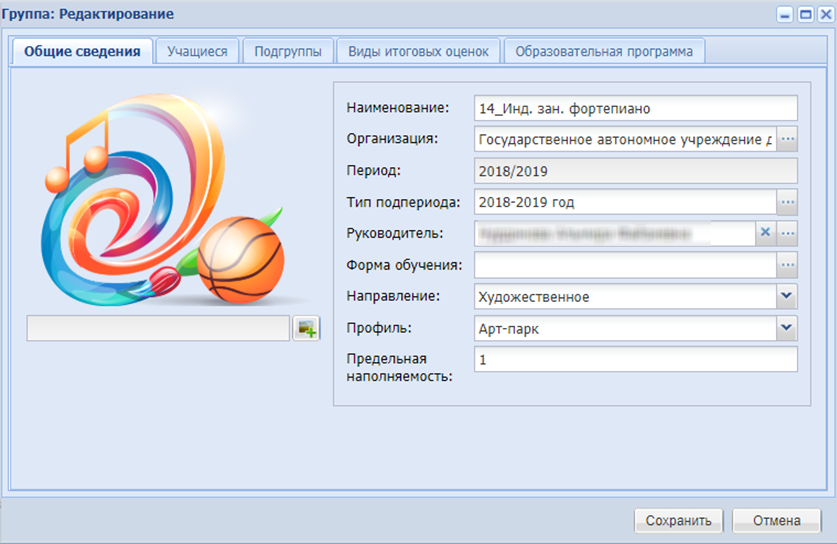 Группа: Редактирование
Общие сведения Учащиеся Подгруппы Виды итоговых оценок Образовательная программа
Наименование: 14_Инд. зан. фортепиано
Организация: Государственное автономное учреждение д
Период: 2018/2019
Тип подпериода: 2018-2019 год
Руководитель:
Форма обучения:
Направление: Художественное
Профиль: Арт-парк
Предельная
наполняемость: 1
Сохранить Отмена